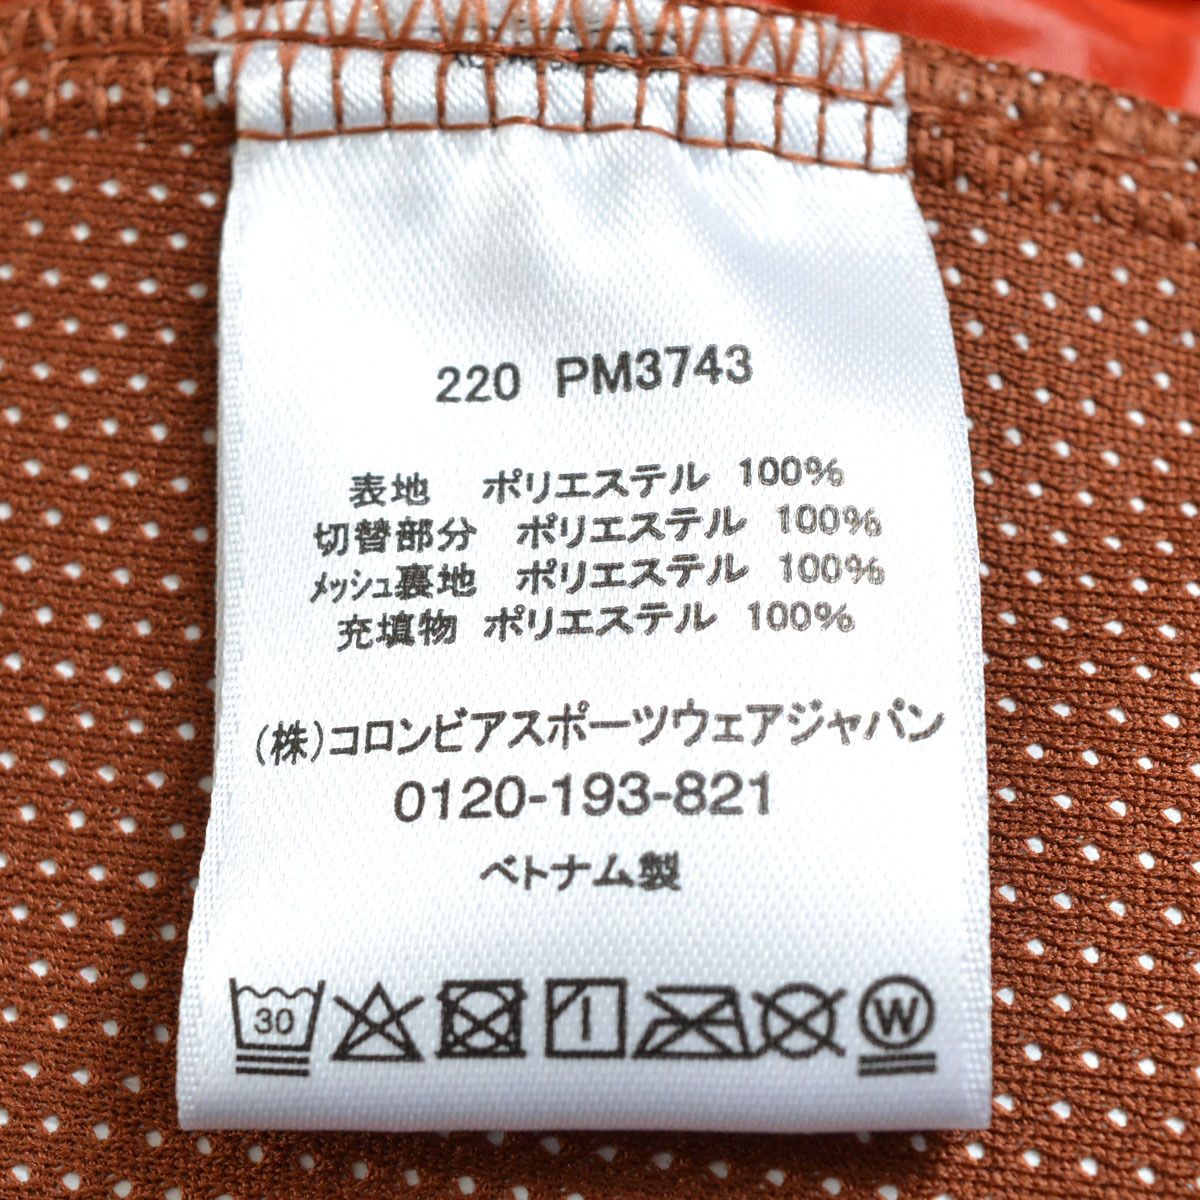 220 PM3743
表地 ポリエステル 100%
切替部分 ポリエステル 100%
メッシュ裏地 ポリエステル 100%
充填物 ポリエステル 100%
(株)コロンビアスポーツウェアジャパン
0120-193-821
ベトナム製
30 W